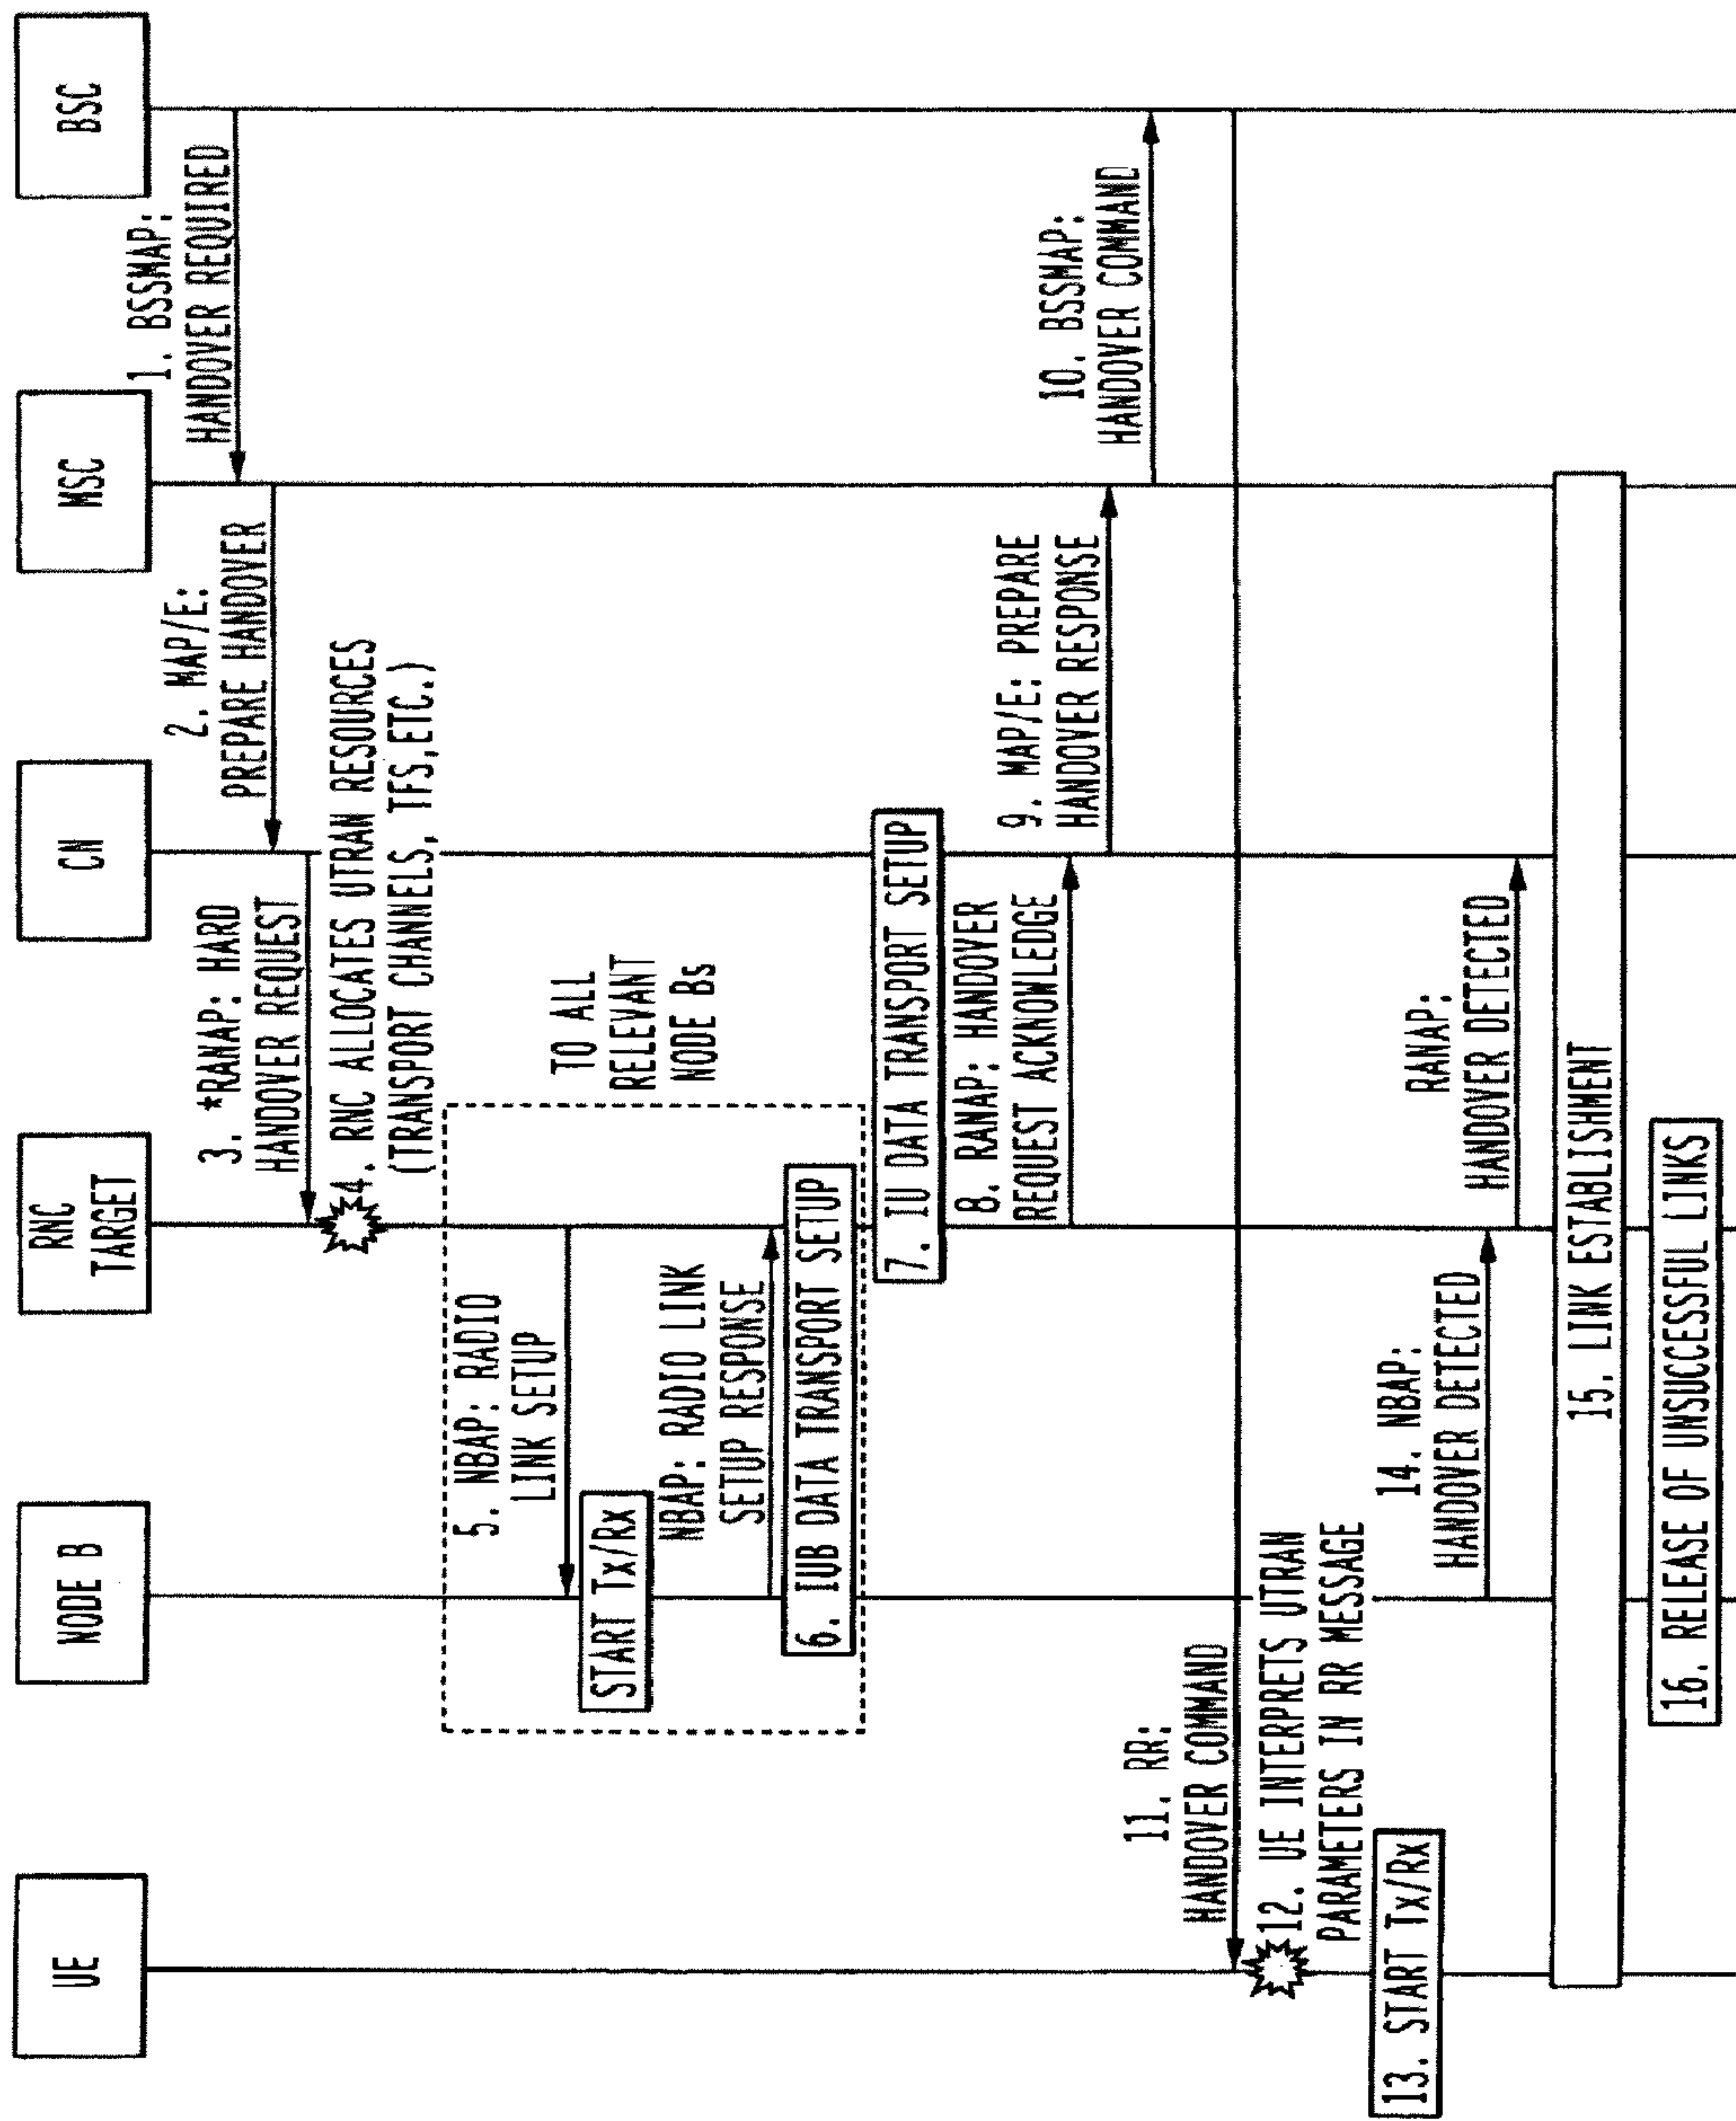 UE
NODE B
RNC
TARGET
CN
MSC
BSC
1. BSSMAP:
HANDOVER REQUIRED
2. MAP/E:
PREPARE HANDOVER
3. *RANAP: HARD
HANDOVER REQUEST
4. RNC ALLOCATES UTRAN RESOURCES
(TRANSPORT CHANNELS, TFS,ETC.)
5. NBAP: RADIO
LINK SETUP
TO ALL
RELEVANT
NODE Bs
START Tx/Rx
NBAP: RADIO LINK
SETUP RESPONSE
6. IUB DATA TRANSPORT SETUP
7. IU DATA TRANSPORT SETUP
8. RANAP: HANDOVER
REQUEST ACKNOWLEDGE
9. MAP/E: PREPARE
HANDOVER RESPONSE
10. BSSMAP:
HANDOVER COMMAND
11. RR:
HANDOVER COMMAND
12. UE INTERPRETS UTRAN
PARAMETERS IN RR MESSAGE
13. START Tx/Rx
14. NBAP:
HANDOVER DETECTED
RANAP:
HANDOVER DETECTED
15. LINK ESTABLISHMENT
16. RELEASE OF UNSUCCESSFUL LINKS